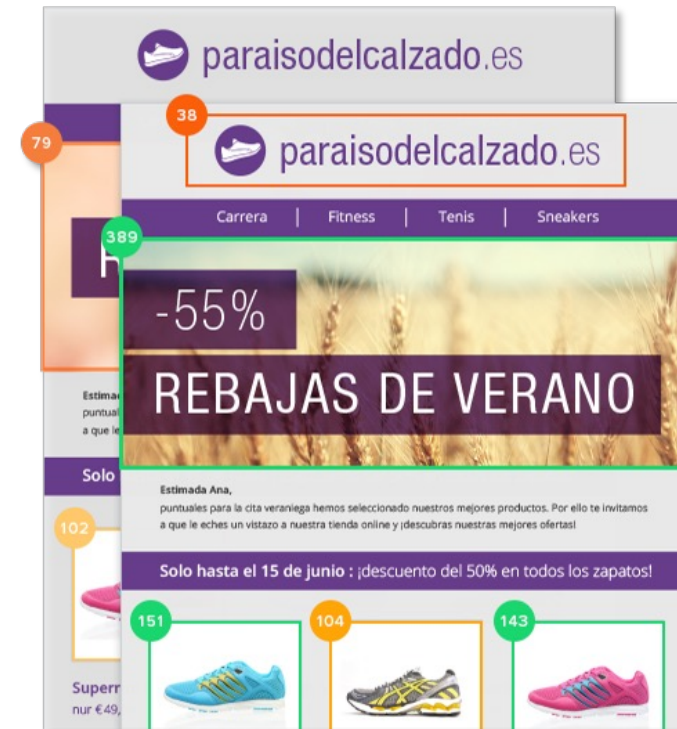 paraisodelcalzado.es
79
38
paraisodelcalzado.es
Carrera | Fitness | Tenis | Sneakers
389
-55%
REBAJAS DE VERANO
Estimada Ana,
puntuales para la cita veraniega hemos seleccionado nuestros mejores productos. Por ello te invitamos
a que le eches un vistazo a nuestra tienda online y ¡descubras nuestras mejores ofertas!
Solo hasta el 15 de junio : ¡descuento del 50% en todos los zapatos!
151
104
143
puntual
a que le
Solo
102
nur €49,